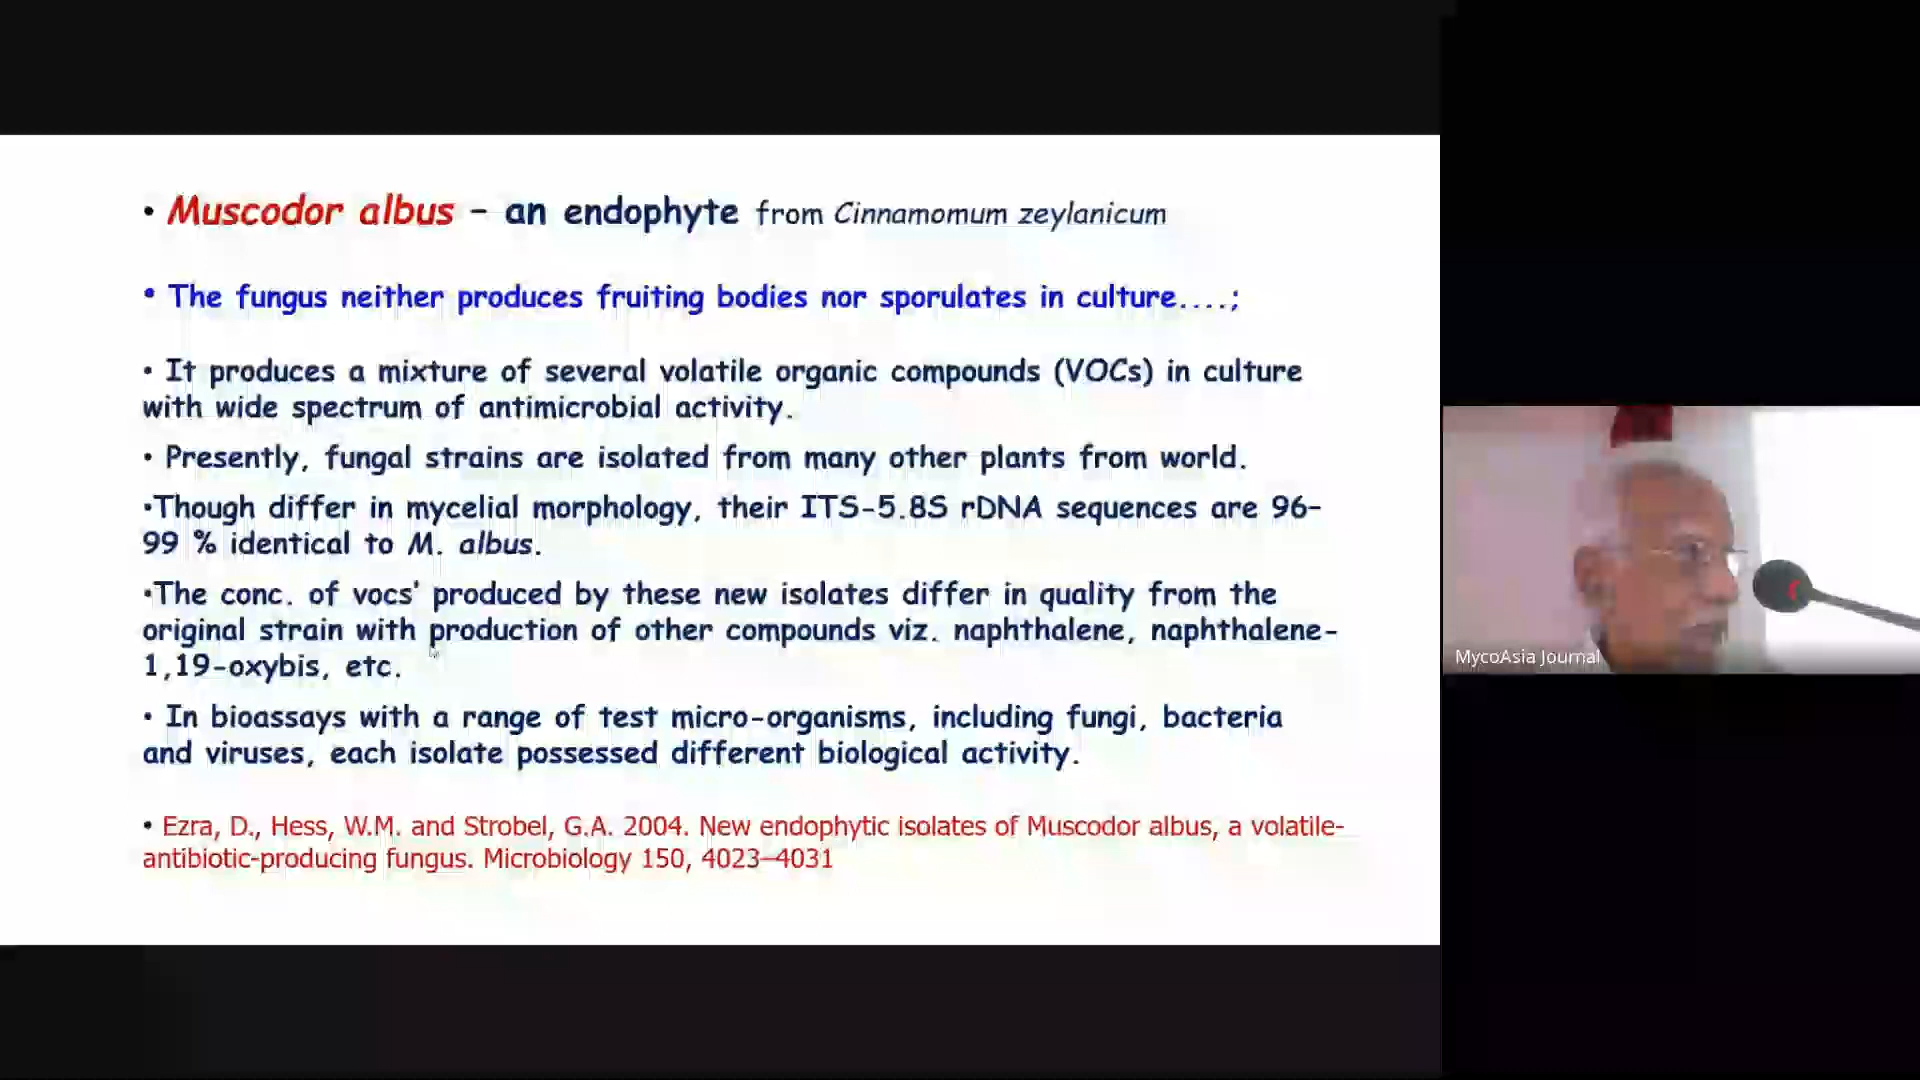 • Muscodor albus – an endophyte from Cinnamomum zeylanicum
• The fungus neither produces fruiting bodies nor sporulates in culture....;
• It produces a mixture of several volatile organic compounds (VOCs) in culture
with wide spectrum of antimicrobial activity.
• Presently, fungal strains are isolated from many other plants from world.
•Though differ in mycelial morphology, their ITS-5.8S rDNA sequences are 96-
99 % identical to M. albus.
•The conc. of vocs' produced by these new isolates differ in quality from the
original strain with production of other compounds viz. naphthalene, naphthalene-
1,19-oxybis, etc.
• In bioassays with a range of test micro-organisms, including fungi, bacteria
and viruses, each isolate possessed different biological activity.
• Ezra, D., Hess, W.M. and Strobel, G.A. 2004. New endophytic isolates of Muscodor albus, a volatile-
antibiotic-producing fungus. Microbiology 150, 4023–4031
MycoAsia Journal